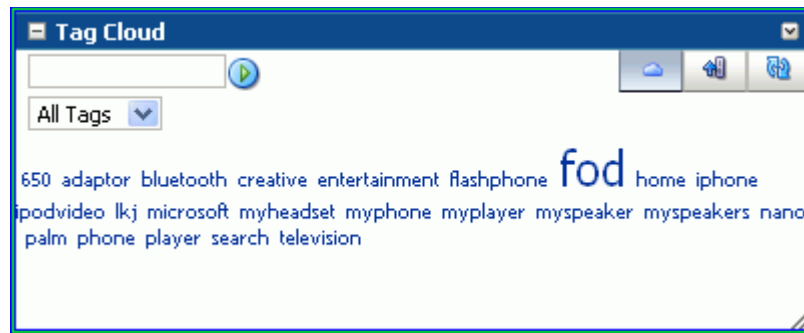 Tag Cloud
All Tags
650 adaptor bluetooth creative entertainment flashphone fod home iphone
ipodvideo lkj microsoft myheadset myphone myplayer myspeaker myspeakers nano
palm phone player search television